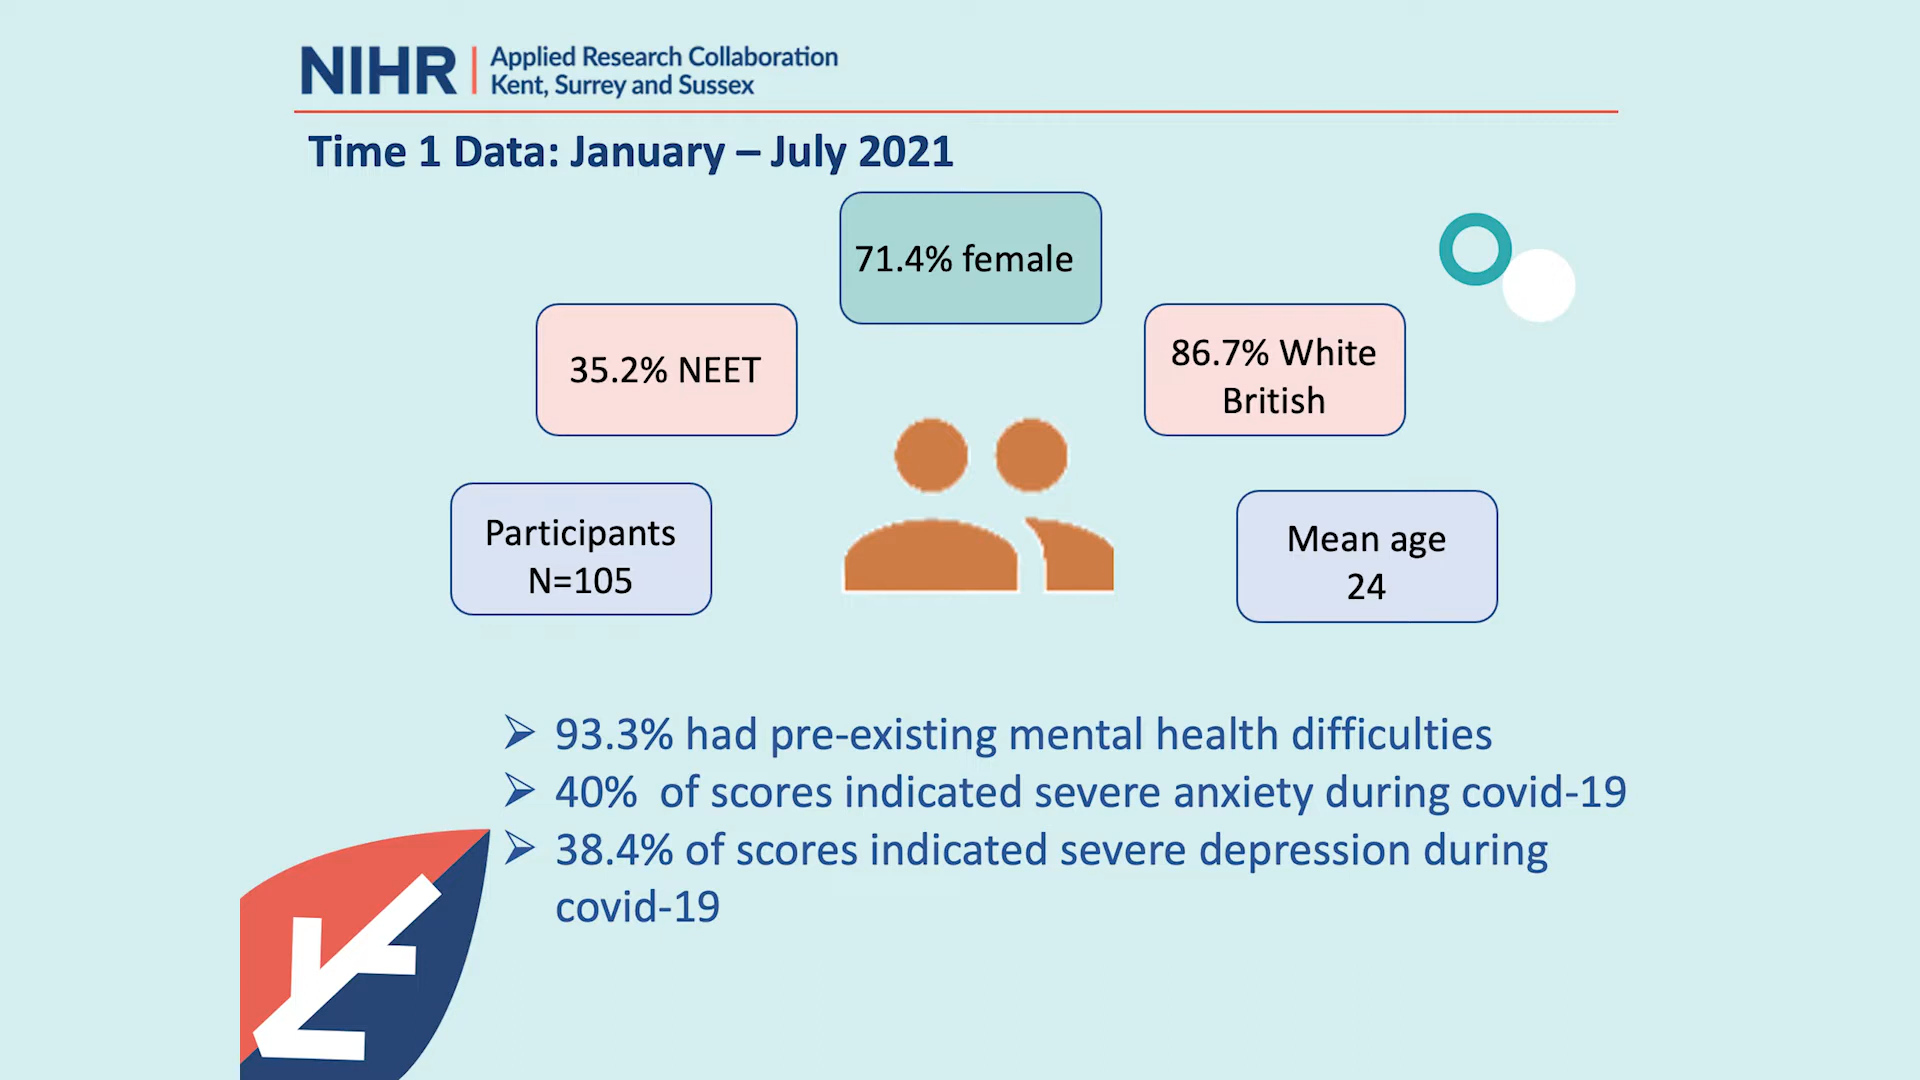 NIHR | Applied Research Collaboration
Kent, Surrey and Sussex
Time 1 Data: January – July 2021
71.4% female
35.2% NEET
86.7% White
British
Participants
N=105
Mean age
24
➢ 93.3% had pre-existing mental health difficulties
➢ 40%  of scores indicated severe anxiety during covid-19
➢ 38.4% of scores indicated severe depression during
covid-19